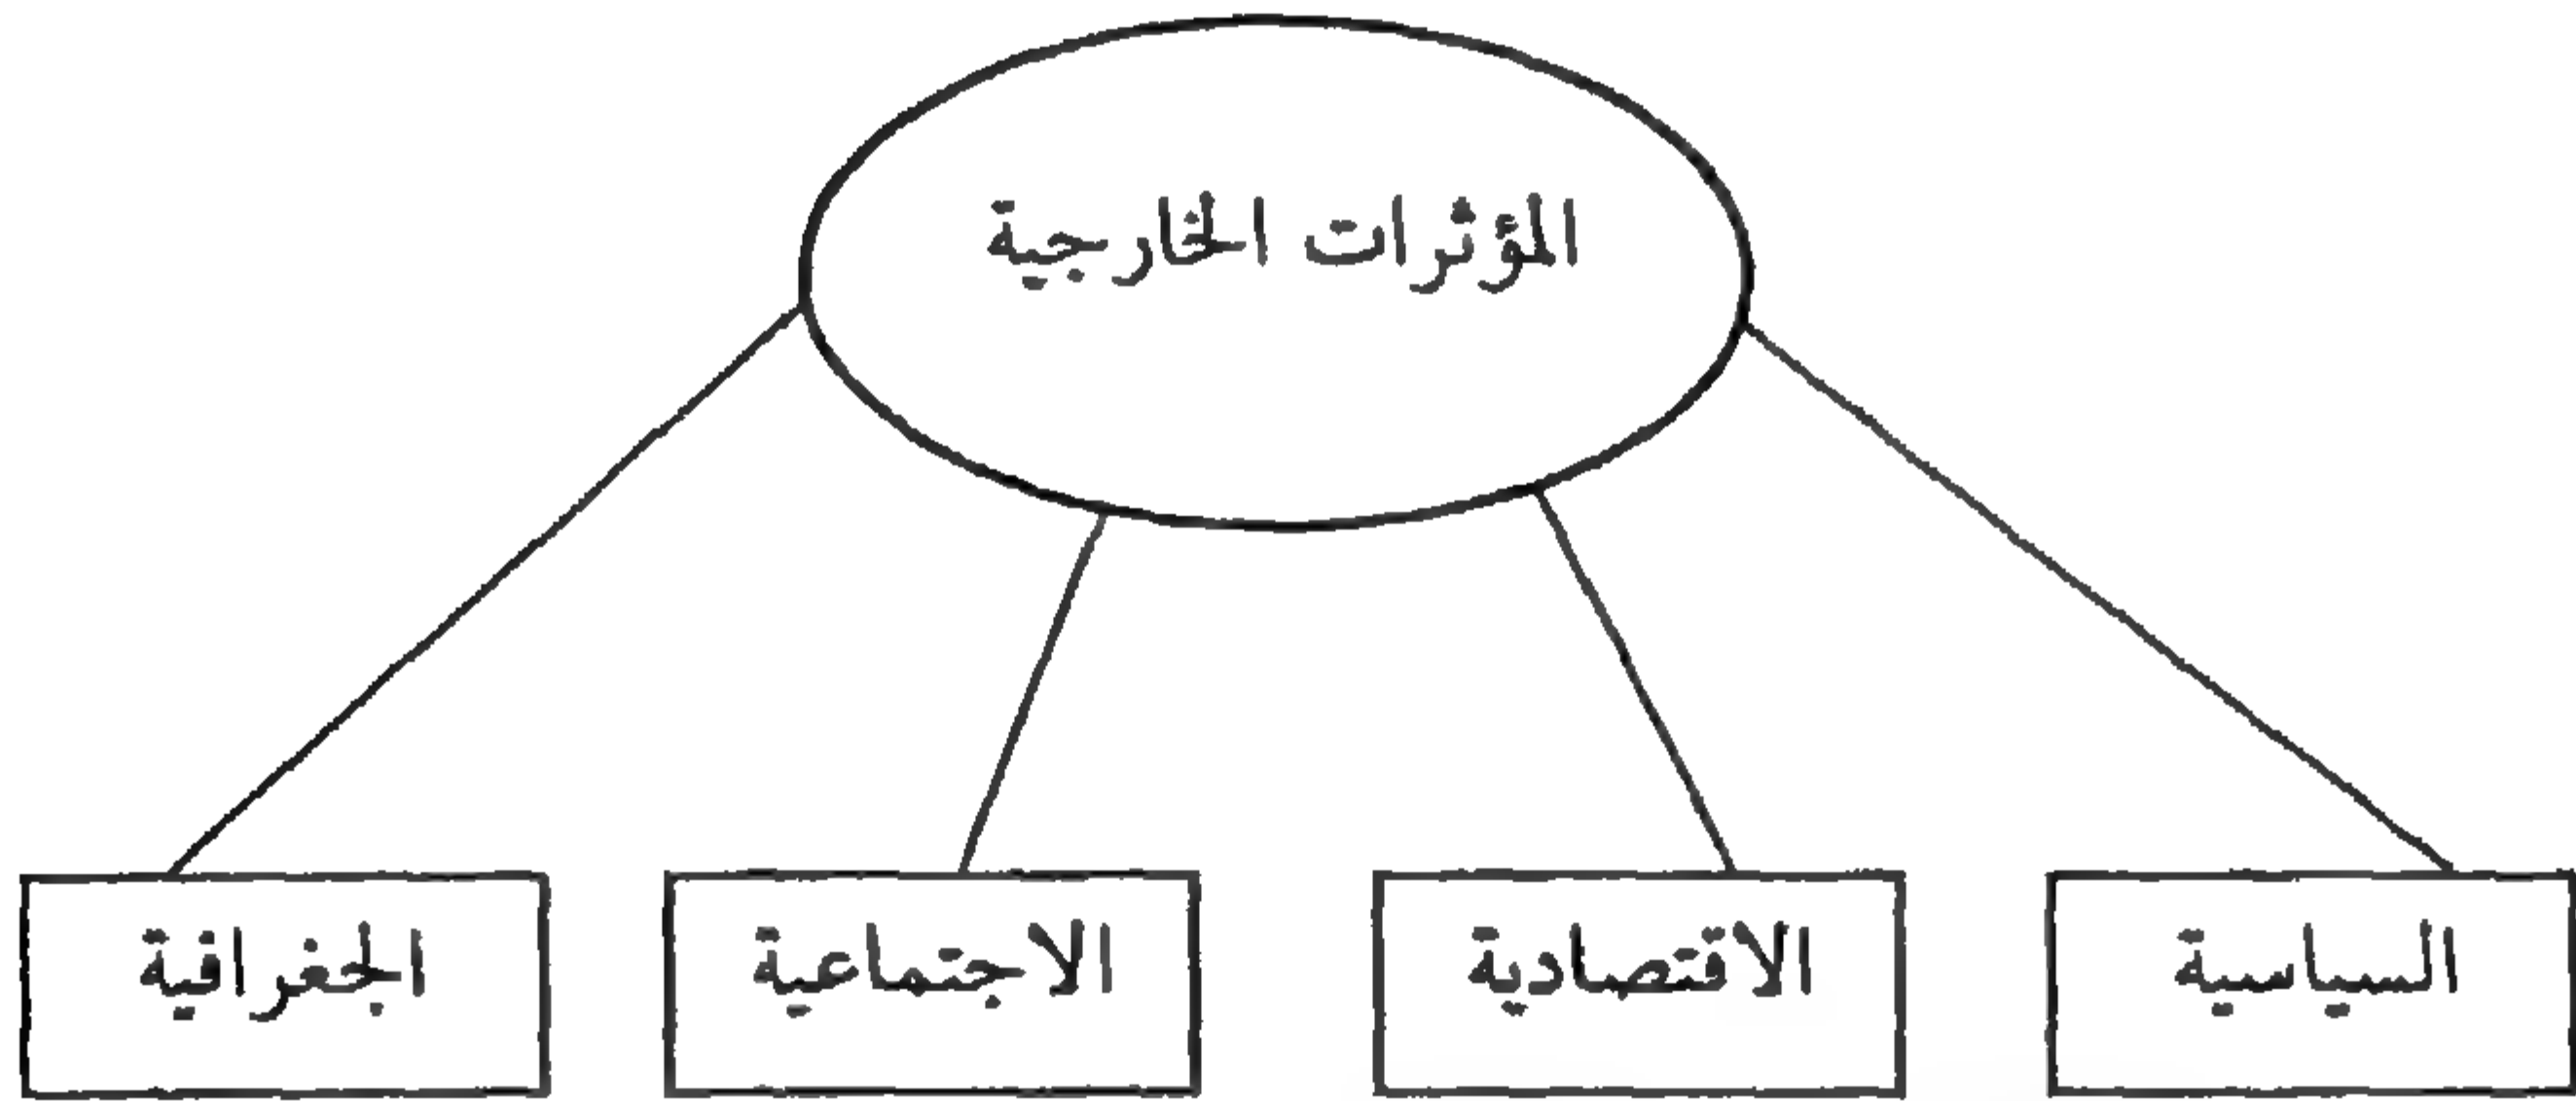 المؤثرات الخارجية
السياسية
الاقتصادية
الاجتماعية
الجغرافية